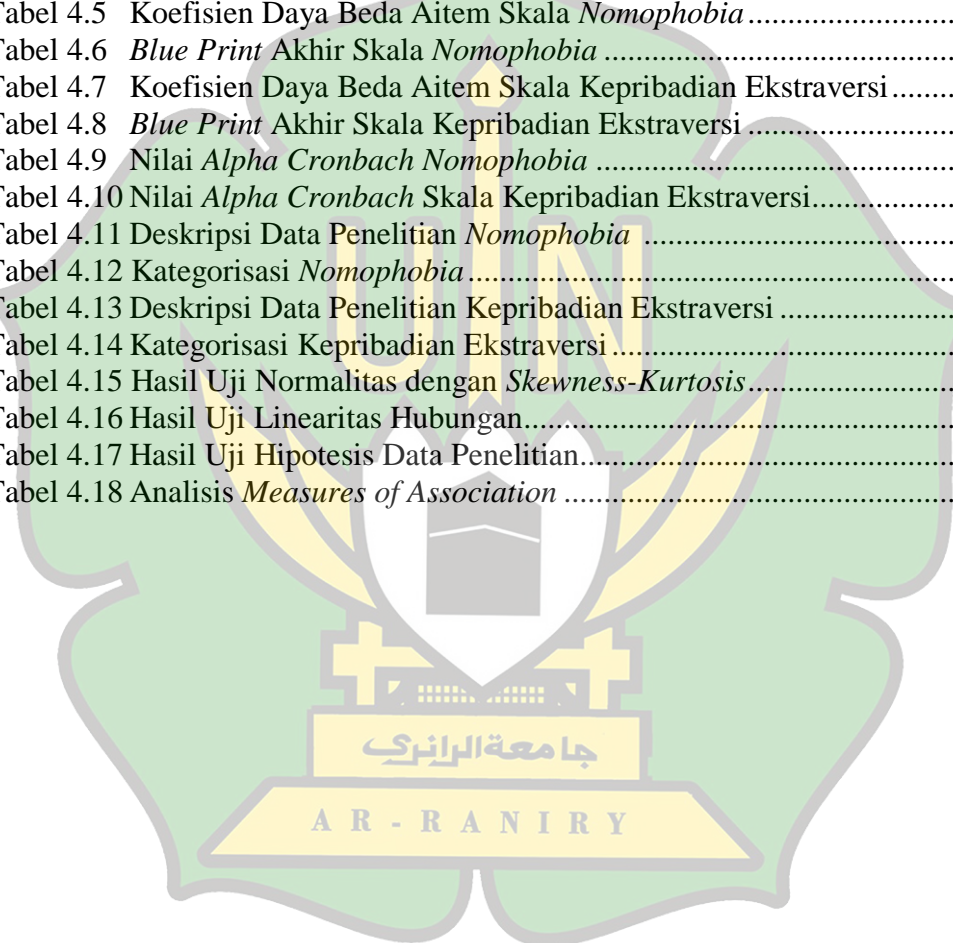 Tabel 4.5 Koefisien Daya Beda Aitem Skala Nomophobia..............................
Tabel 4.6 Blue Print Akhir Skala Nomophobia..............................
Tabel 4.7 Koefisien Daya Beda Aitem Skala Kepribadian Ekstraversi.........
Tabel 4.8 Blue Print Akhir Skala Kepribadian Ekstraversi..............................
Tabel 4.9 Nilai Alpha Cronbach Nomophobia..............................
Tabel 4.10 Nilai Alpha Cronbach Skala Kepribadian Ekstraversi....................
Tabel 4.11 Deskripsi Data Penelitian Nomophobia..............................
Tabel 4.12 Kategorisasi Nomophobia..............................
Tabel 4.13 Deskripsi Data Penelitian Kepribadian Ekstraversi.........................
Tabel 4.14 Kategorisasi Kepribadian Ekstraversi..............................
Tabel 4.15 Hasil Uji Normalitas dengan Skewness-Kurtosis..............................
Tabel 4.16 Hasil Uji Linearitas Hubungan..............................
Tabel 4.17 Hasil Uji Hipotesis Data Penelitian..............................
Tabel 4.18 Analisis Measures of Association..............................
UIN
جامعةالرانرك
AR-RANIRY